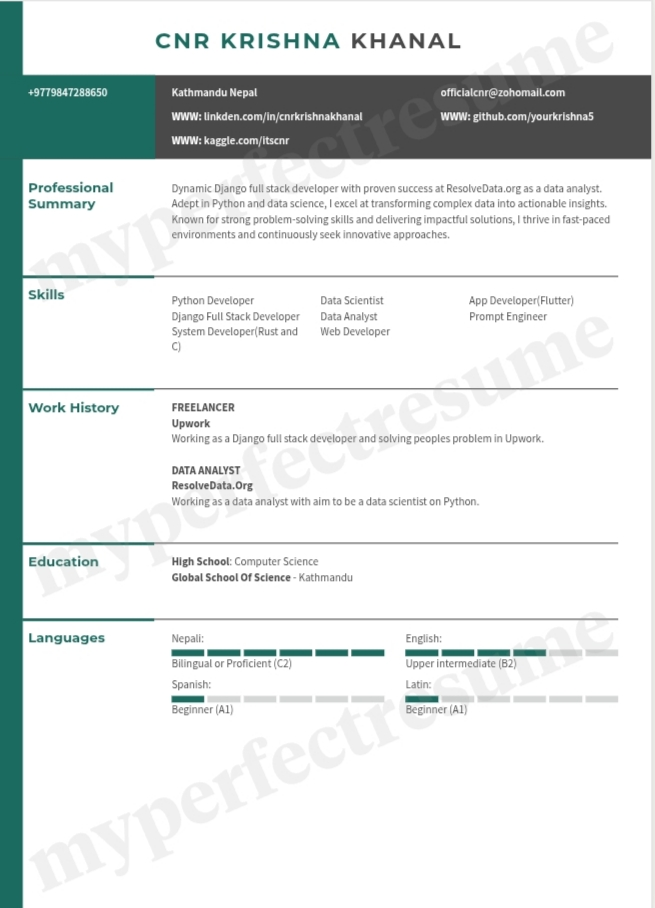 CNR KRISHNA KHANAL
+9779847288650
Kathmandu Nepal
officialcnr@zohomail.com
WWW: linkden.com/in/cnrkrishnakhanal
WWW: github.com/yourkrishna5
WWW: kaggle.com/itscnr
Professional
Summary
Dynamic Django full stack developer with proven success at ResolveData.org as a data analyst.
Adept in Python and data science, I excel at transforming complex data into actionable insights.
Known for strong problem-solving skills and delivering impactful solutions, I thrive in fast-paced
environments and continuously seek innovative approaches.
Skills
Python Developer
Django Full Stack Developer
System Developer(Rust and
C)
Data Scientist
Data Analyst
Web Developer
App Developer(Flutter)
Prompt Engineer
Work History
FREELANCER
Upwork
Working as a Django full stack developer and solving peoples problem in Upwork.
DATA ANALYST
ResolveData.Org
Working as a data analyst with aim to be a data scientist on Python.
Education
High School: Computer Science
Global School Of Science - Kathmandu
Languages
Nepali:
Bilingual or Proficient (C2)
English:
Upper intermediate (B2)
Spanish:
Beginner (A1)
Latin:
Beginner (A1)
myperfectresume
myperfectresume
myperfectresume